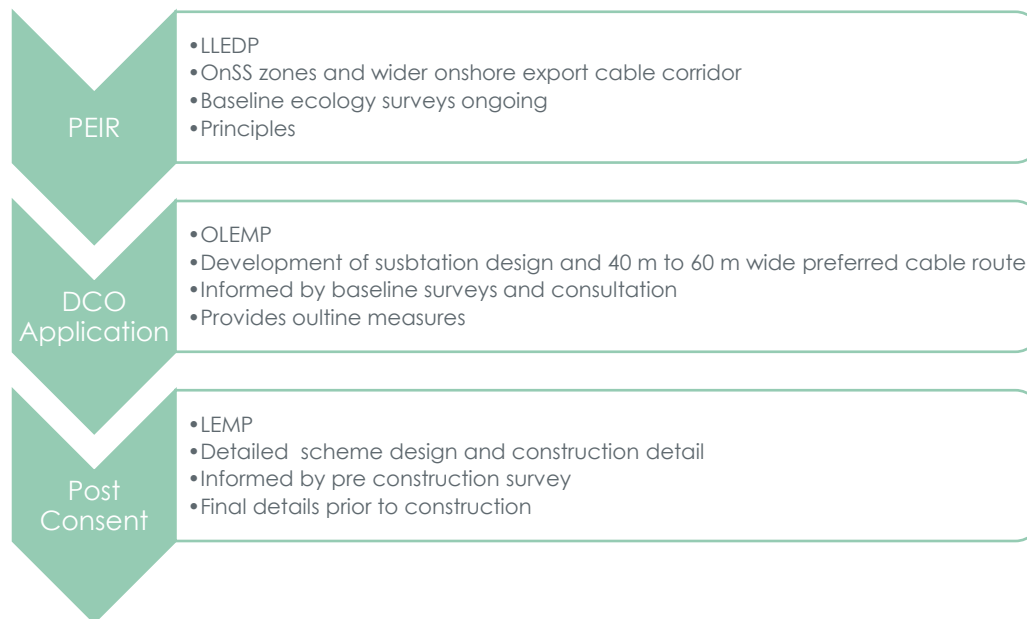 PEIR
•LLEDP
•OnSS zones and wider onshore export cable corridor
•Baseline ecology surveys ongoing
•Principles
DCO
Application
•OLEMP
•Development of susbtation design and 40 m to 60 m wide preferred cable route
•Informed by baseline surveys and consultation
•Provides oultine measures
Post
Consent
•LEMP
•Detailed  scheme design and construction detail
•Informed by pre construction survey
•Final details prior to construction